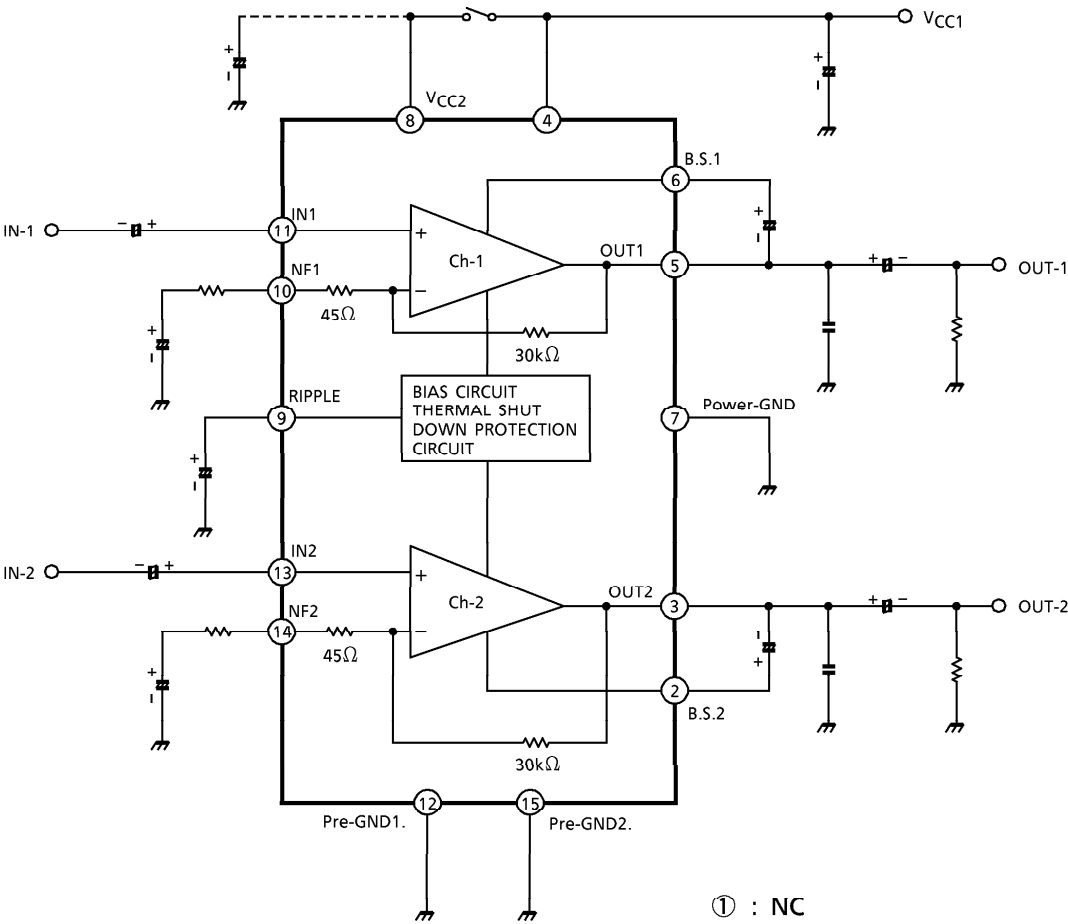 VCC1
VCC2
8
4
B.S.1
6
IN-1
- +
IN1
11
+
Ch-1
OUT1
5
+ -
OUT-1
NF1
10
45Ω
-
30kΩ
RIPPLE
9
BIAS CIRCUIT
THERMAL SHUT
DOWN PROTECTION
CIRCUIT
7
Power-GND
IN-2
- +
IN2
13
+
Ch-2
OUT2
3
+ -
OUT-2
NF2
14
45Ω
-
2
B.S.2
30kΩ
12
15
Pre-GND1.
Pre-GND2.
① : NC